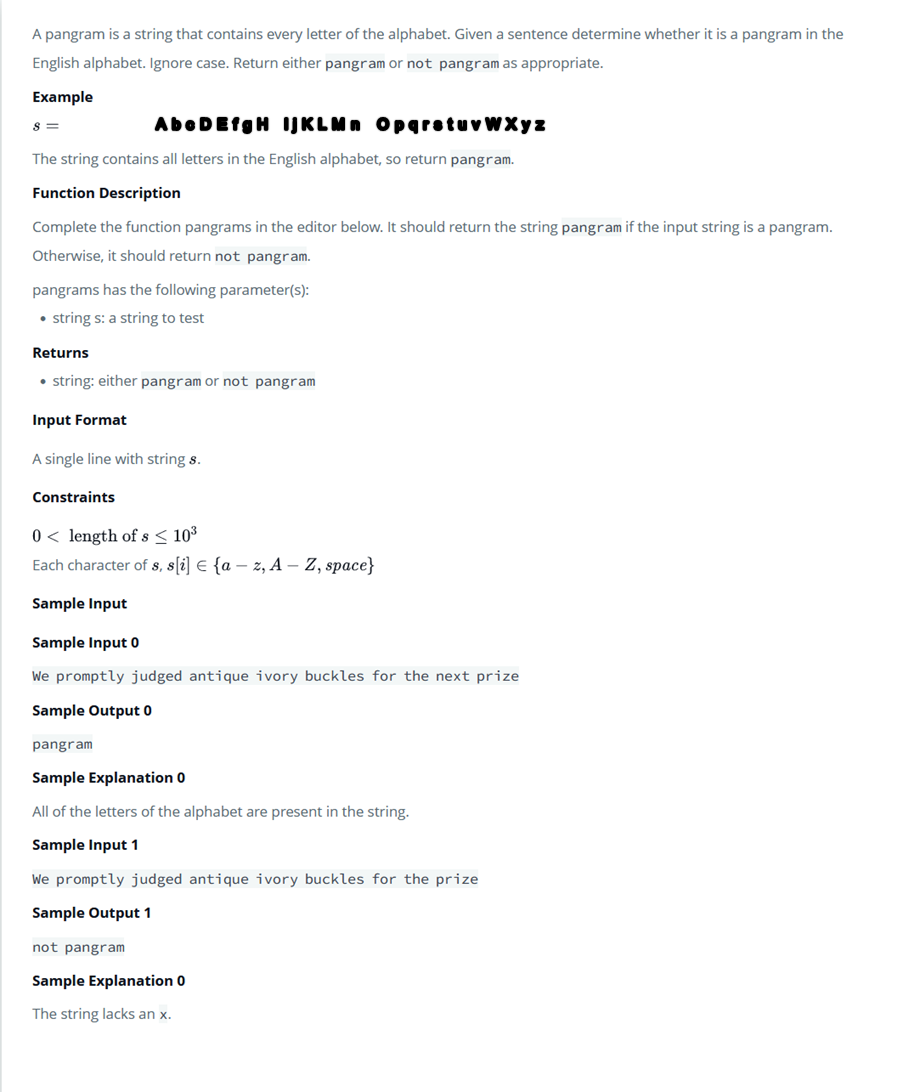 A pangram is a string that contains every letter of the alphabet. Given a sentence determine whether it is a pangram in the
English alphabet. Ignore case. Return either pangram or not pangram as appropriate.
Example
s =   AbcDEfgH IJKLMn OpqrstuvWXyz
The string contains all letters in the English alphabet, so return pangram.
Function Description
Complete the function pangrams in the editor below. It should return the string pangram if the input string is a pangram.
Otherwise, it should return not pangram.
pangrams has the following parameter(s):
• string s: a string to test
Returns
• string: either pangram or not pangram
Input Format
A single line with string s.
Constraints
0 < length of s ≤ 10³
Each character of s, s[i] ∈ {a − z, A − Z, space}
Sample Input
Sample Input 0
We promptly judged antique ivory buckles for the next prize
Sample Output 0
pangram
Sample Explanation 0
All of the letters of the alphabet are present in the string.
Sample Input 1
We promptly judged antique ivory buckles for the prize
Sample Output 1
not pangram
Sample Explanation 0
The string lacks an x.